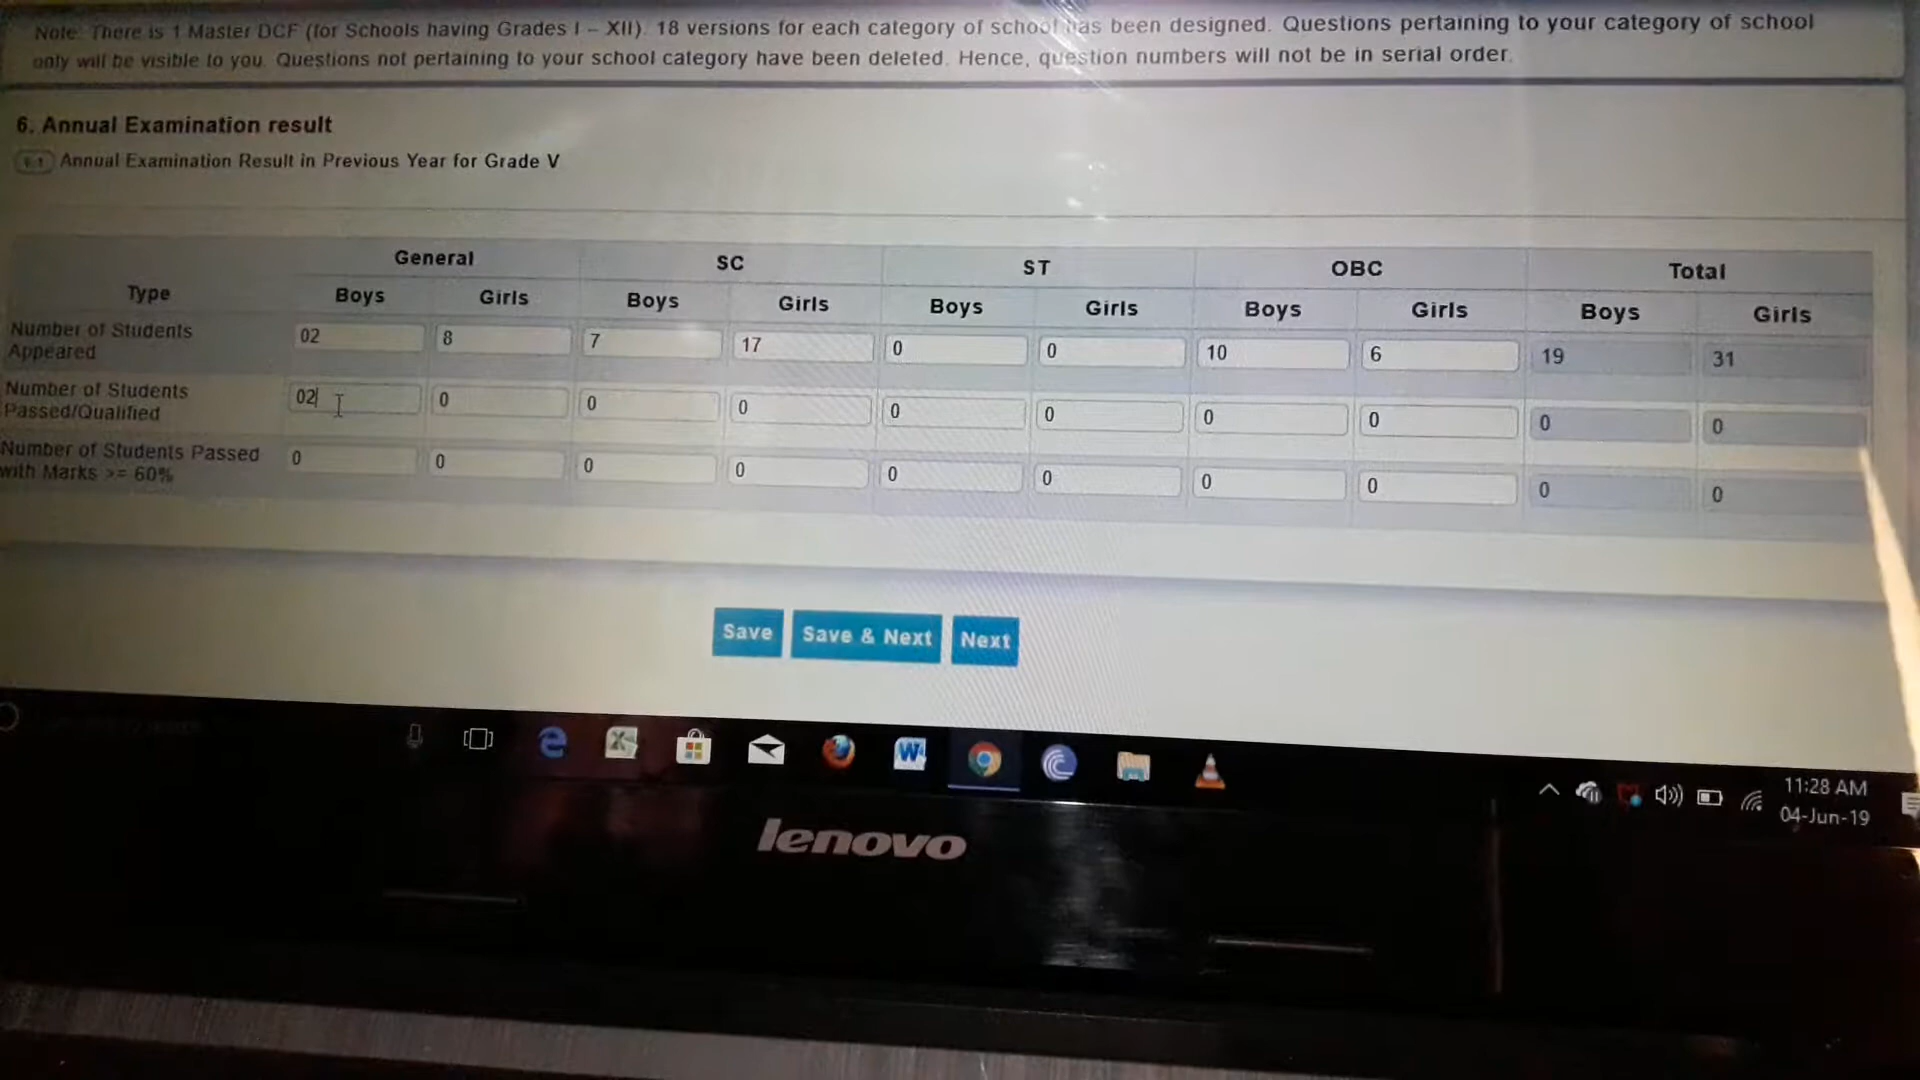 Note: There is 1 Master DCF (for Schools having Grades I – XII). 18 versions for each category of school has been designed. Questions pertaining to your category of school
only will be visible to you. Questions not pertaining to your school category have been deleted. Hence, question numbers will not be in serial order.
6. Annual Examination result
6.1 Annual Examination Result in Previous Year for Grade V
General SC ST OBC Total
Type Boys Girls Boys Girls Boys Girls Boys Girls Boys Girls
Number of Students
Appeared 02 8 7 17 0 0 10 6 19 31
Number of Students
Passed/Qualified 02 0 0 0 0 0 0 0 0 0
Number of Students Passed
with Marks >= 60% 0 0 0 0 0 0 0 0 0 0
Save Save & Next Next
11:28 AM
04-Jun-19
lenovo